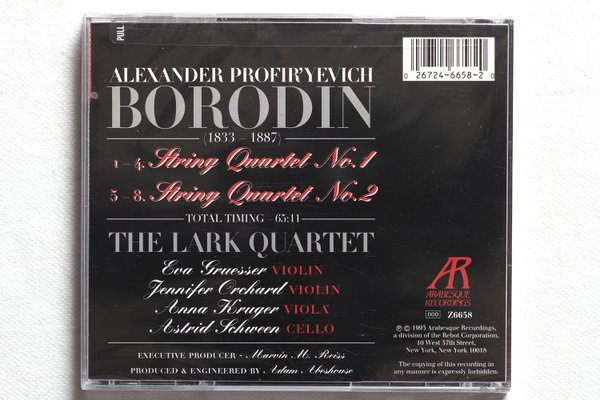 PULL
0 26724-6658-2 0
ALEXANDER PROFIR'YEVICH
BORODIN
(1833 – 1887)
1 – 4. String Quartet No. 1
5 – 8. String Quartet No. 2
TOTAL TIMING – 65:11
THE LARK QUARTET
Eva Gruesser VIOLIN
Jennifer Orchard VIOLIN
Anna Kruger VIOLA
Astrid Schween CELLO
EXECUTIVE PRODUCER - Marvin M. Reiss
PRODUCED & ENGINEERED BY Adam Abeshouse
AR
ARABESQUE
RECORDINGS
DDD Z6658
℗ © 1995 Arabesque Recordings,
a division of the Rebot Corporation,
10 West 37th Street,
New York, New York 10018
The copying of this recording in
any manner is expressly forbidden.